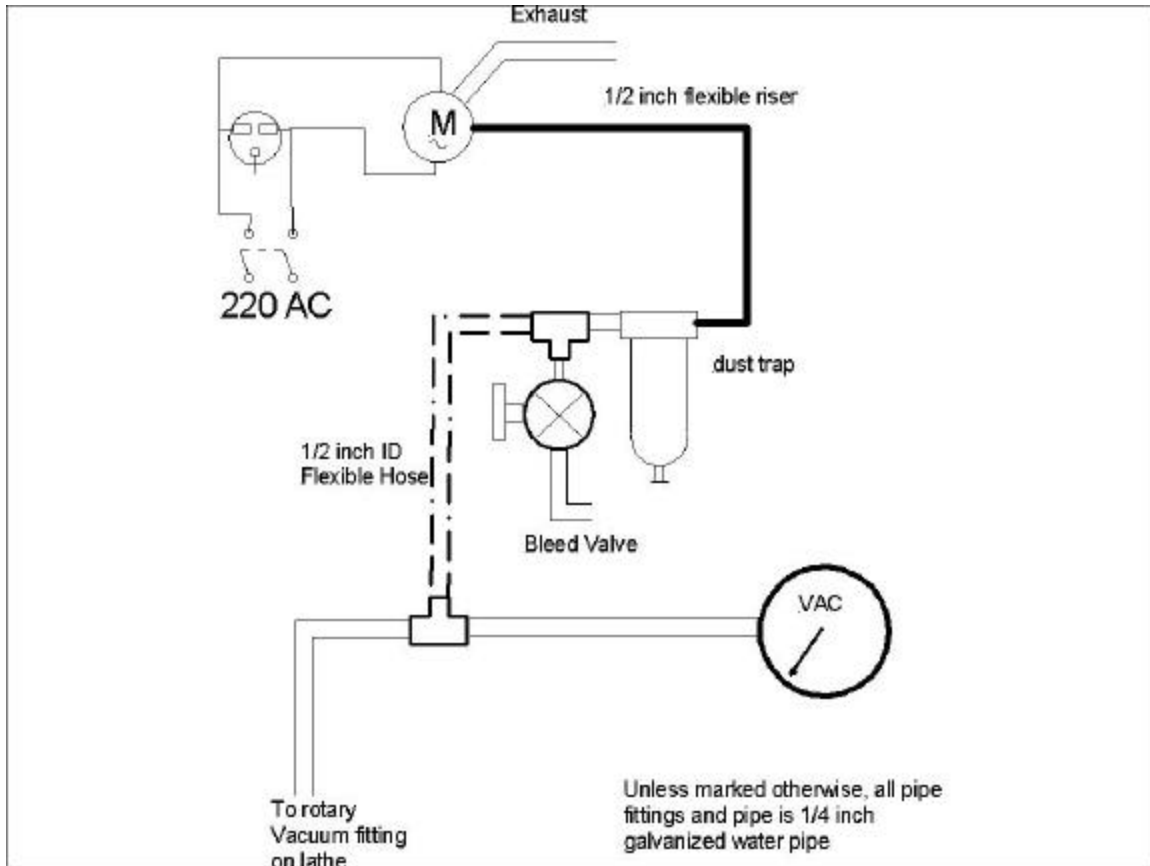 Exhaust
1/2 inch flexible riser
M
220 AC
dust trap
1/2 inch ID
Flexible Hose
Bleed Valve
VAC
To rotary
Vacuum fitting
on lathe
Unless marked otherwise, all pipe
fittings and pipe is 1/4 inch
galvanized water pipe